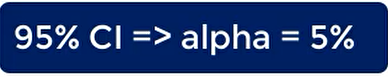 95% CI => alpha = 5%